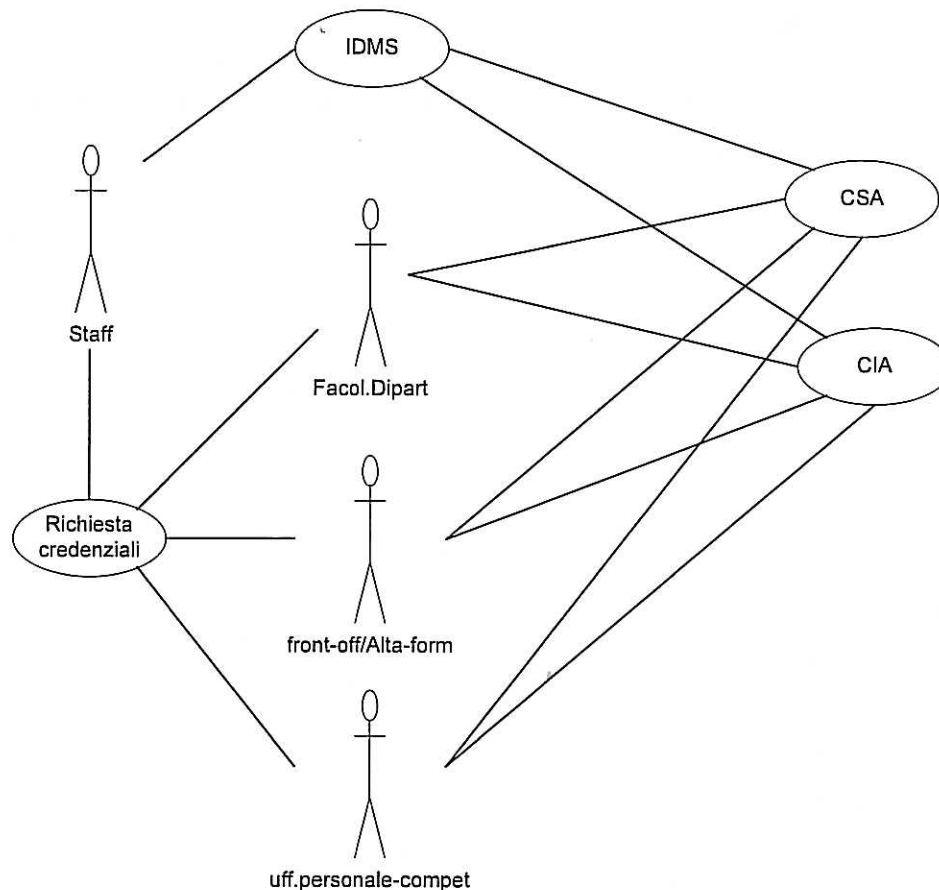 IDMS
CSA
Staff
CIA
Facol.Dipart
Richiesta
credenziali
front-off/Alta-form
uff.personale-compet